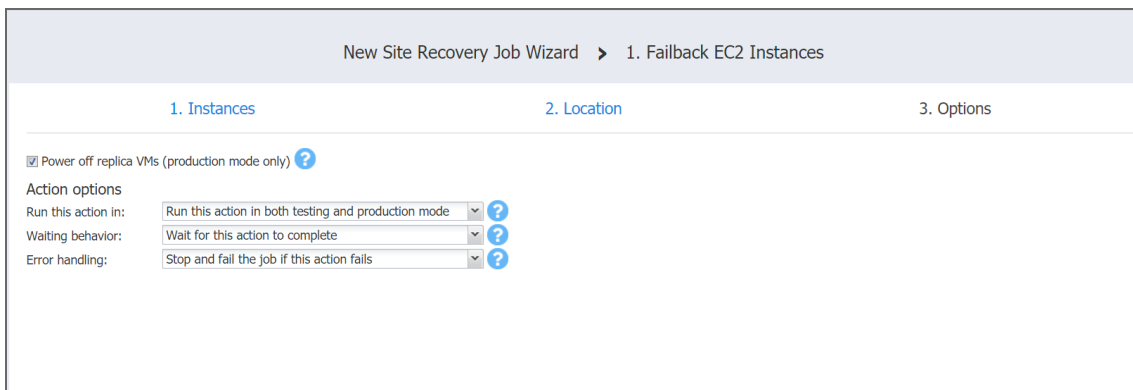 New Site Recovery Job Wizard > 1. Failback EC2 Instances
1. Instances 2. Location 3. Options
Power off replica VMs (production mode only) ?
Action options
Run this action in: Run this action in both testing and production mode ?
Waiting behavior: Wait for this action to complete ?
Error handling: Stop and fail the job if this action fails ?